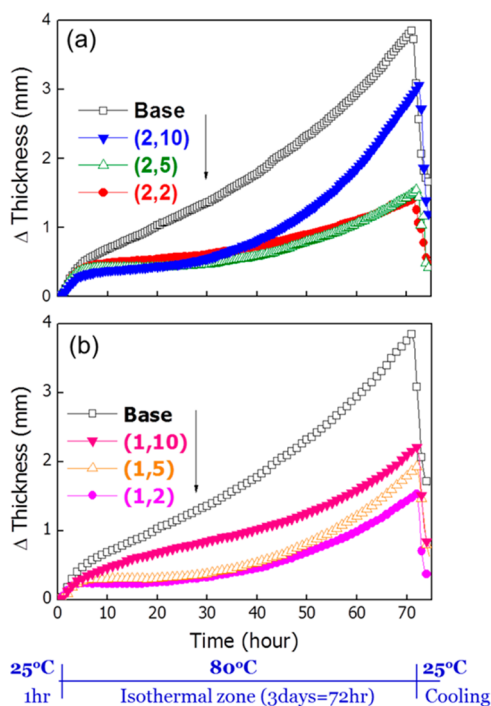 (a)
Δ Thickness (mm)
4
3
2
1
0
Base
(2,10)
(2,5)
(2,2)
(b)
Δ Thickness (mm)
4
3
2
1
0
Base
(1,10)
(1,5)
(1,2)
0 10 20 30 40 50 60 70
Time (hour)
25°C 80°C 25°C
1hr Isothermal zone (3days=72hr) Cooling